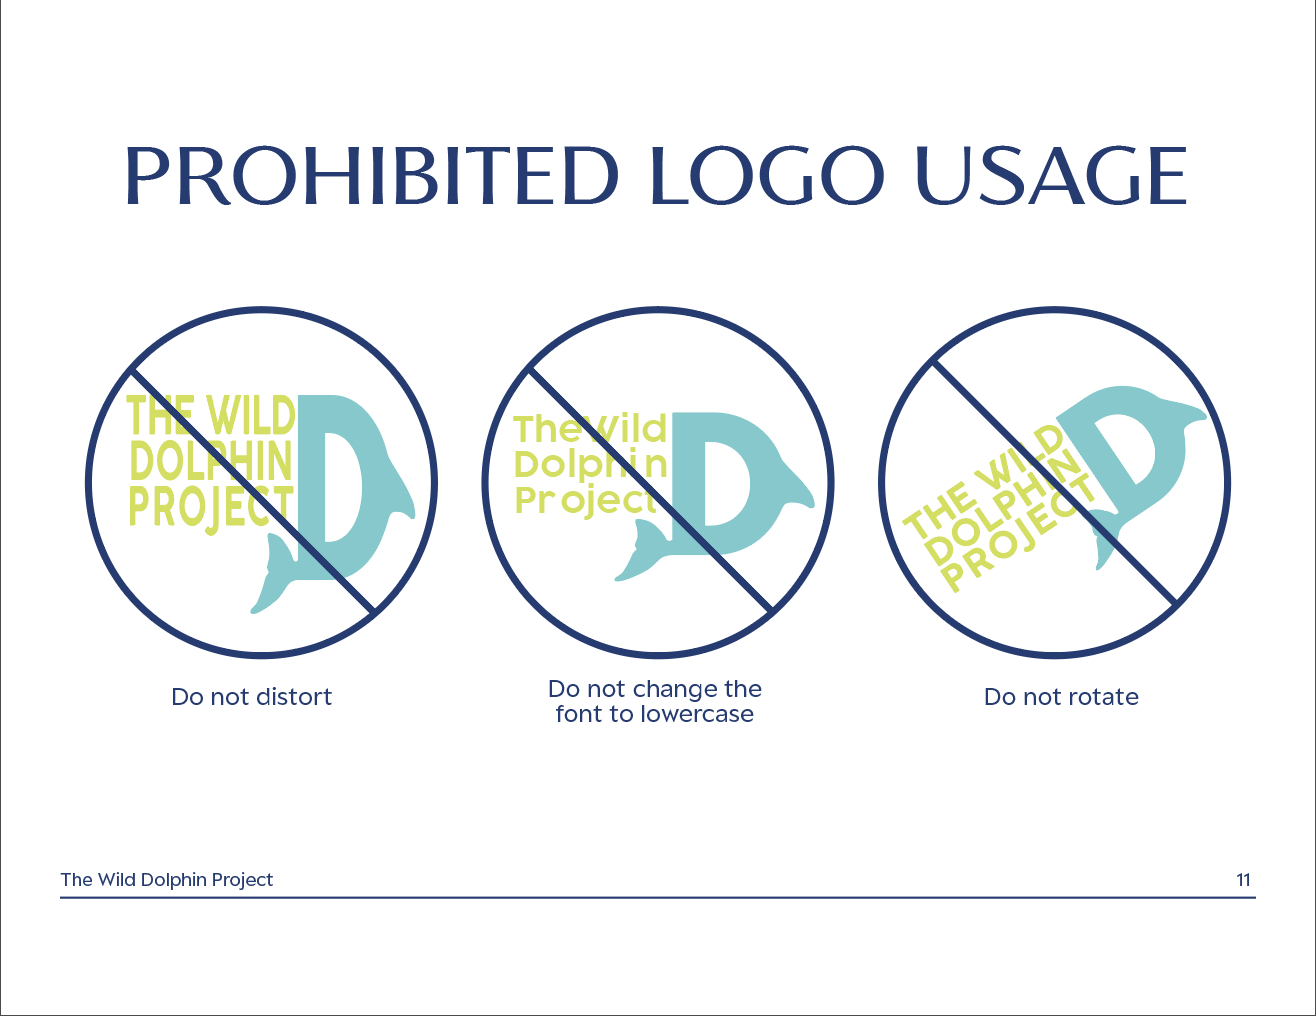 PROHIBITED LOGO USAGE
THE WILD
DOLPHIN
PROJECT
D
The Wild
Dolphin
Project
D
THE WILD
DOLPHIN
PROJECT
D
Do not distort
Do not change the
font to lowercase
Do not rotate
The Wild Dolphin Project
11